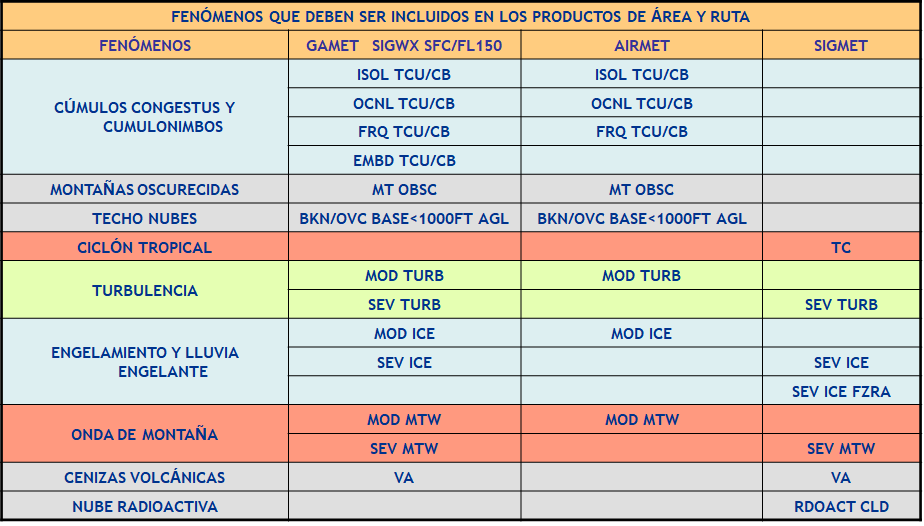 FENÓMENOS QUE DEBEN SER INCLUIDOS EN LOS PRODUCTOS DE ÁREA Y RUTA
FENÓMENOS GAMET SIGWX SFC/FL150 AIRMET SIGMET
CÚMULOS CONGESTUS Y
CUMULONIMBOS
ISOL TCU/CB ISOL TCU/CB
OCNL TCU/CB OCNL TCU/CB
FRQ TCU/CB FRQ TCU/CB
EMBD TCU/CB
MONTAÑAS OSCURECIDAS MT OBSC MT OBSC
TECHO NUBES BKN/OVC BASE<1000FT AGL BKN/OVC BASE<1000FT AGL
CICLÓN TROPICAL TC
TURBULENCIA
MOD TURB MOD TURB
SEV TURB SEV TURB
ENGELAMIENTO Y LLUVIA
ENGELANTE
MOD ICE MOD ICE
SEV ICE SEV ICE
SEV ICE FZRA
ONDA DE MONTAÑA
MOD MTW MOD MTW
SEV MTW SEV MTW
CENIZAS VOLCÁNICAS VA VA
NUBE RADIOACTIVA RDOACT CLD